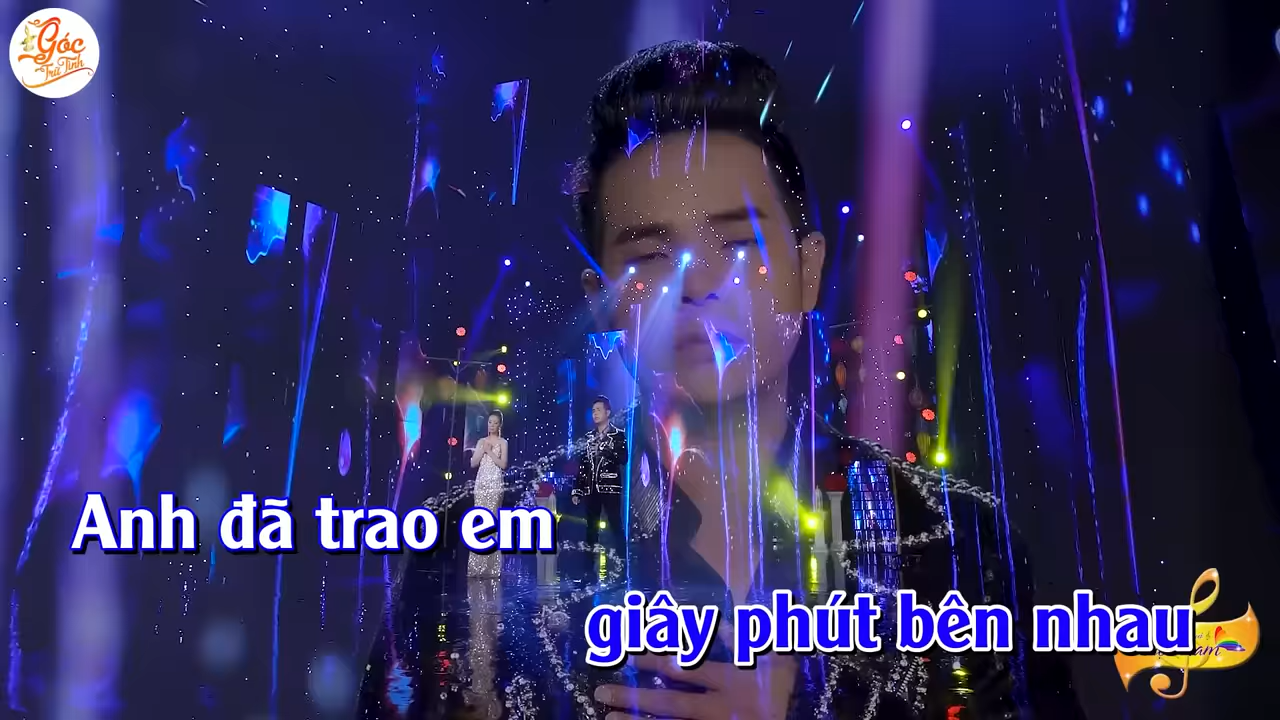 Góc
Trữ Tình
Anh đã trao em
giây phút bên nhau